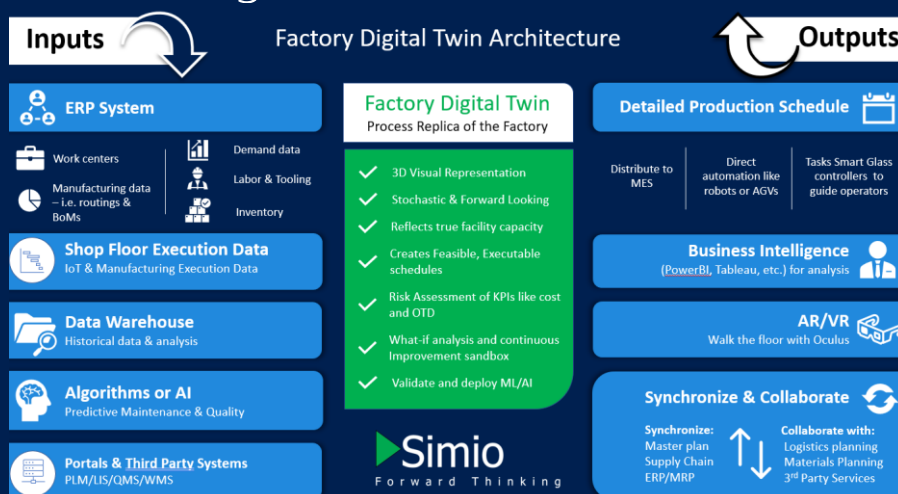 Inputs
Factory Digital Twin Architecture
Outputs
ERP System
Work centers
Manufacturing data
– i.e. routings &
BoMs
Demand data
Labor & Tooling
Inventory
Shop Floor Execution Data
IoT & Manufacturing Execution Data
Data Warehouse
Historical data & analysis
Algorithms or AI
Predictive Maintenance & Quality
Portals & Third Party Systems
PLM/LIS/QMS/WMS
Factory Digital Twin
Process Replica of the Factory
3D Visual Representation
Stochastic & Forward Looking
Reflects true facility capacity
Creates Feasible, Executable
schedules
Risk Assessment of KPIs like cost
and OTD
What-if analysis and continuous
Improvement sandbox
Validate and deploy ML/AI
Simio
Forward Thinking
Detailed Production Schedule
Distribute to
MES
Direct
automation like
robots or AGVs
Tasks Smart Glass
controllers to
guide operators
Business Intelligence
(PowerBI, Tableau, etc.) for analysis
AR/VR
Walk the floor with Oculus
Synchronize & Collaborate
Synchronize:
Master plan
Supply Chain
ERP/MRP
Collaborate with:
Logistics planning
Materials Planning
3rd Party Services